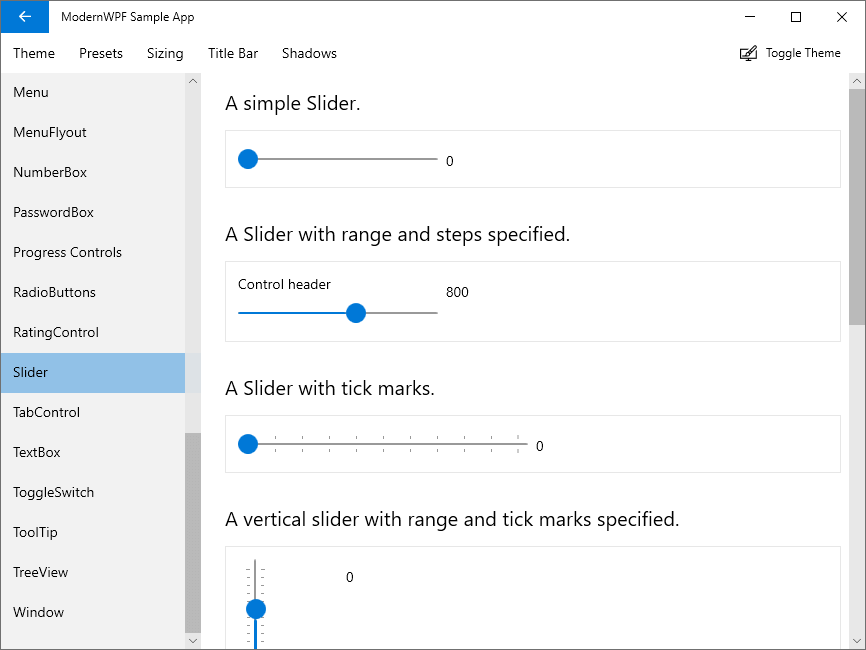 ModernWPF Sample App
Theme Presets Sizing Title Bar Shadows Toggle Theme
Menu
MenuFlyout
NumberBox
PasswordBox
Progress Controls
RadioButtons
RatingControl
Slider
TabControl
TextBox
ToggleSwitch
ToolTip
TreeView
Window
A simple Slider.
0
A Slider with range and steps specified.
Control header
800
A Slider with tick marks.
0
A vertical slider with range and tick marks specified.
0